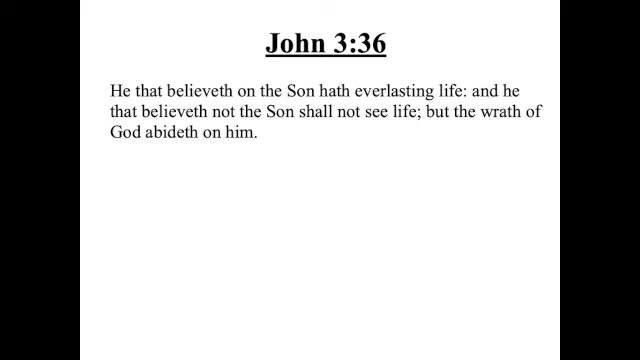 John 3:36
He that believeth on the Son hath everlasting life: and he
that believeth not the Son shall not see life; but the wrath of
God abideth on him.